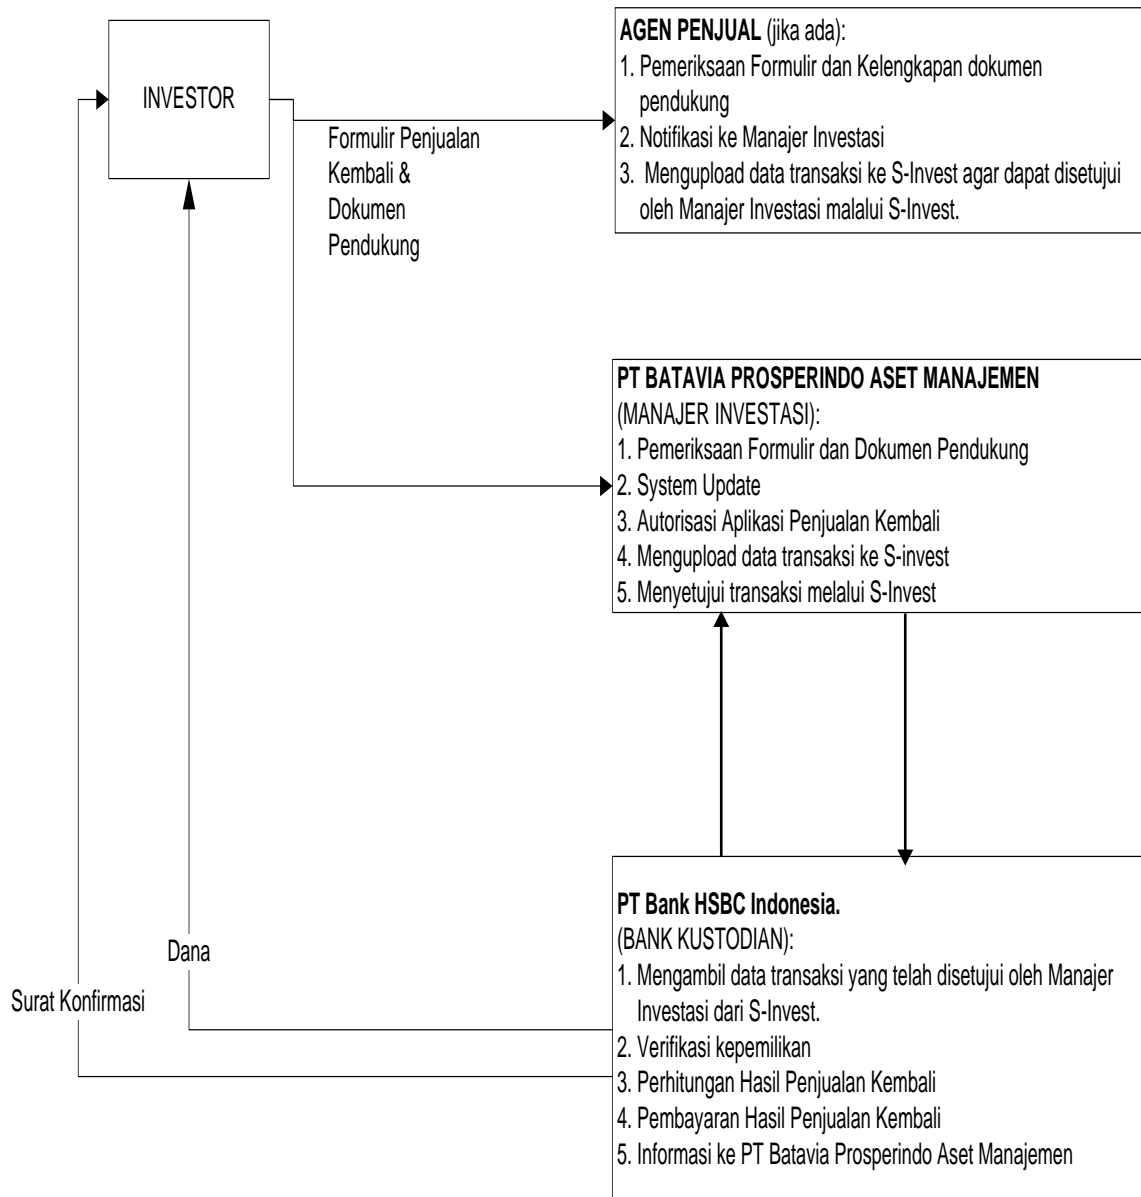 INVESTOR
Formulir Penjualan
Kembali &
Dokumen
Pendukung
AGEN PENJUAL (jika ada):
1. Pemeriksaan Formulir dan Kelengkapan dokumen
pendukung
2. Notifikasi ke Manajer Investasi
3. Mengupload data transaksi ke S-Invest agar dapat disetujui
oleh Manajer Investasi malalui S-Invest.
PT BATAVIA PROSPERINDO ASET MANAJEMEN
(MANAJER INVESTASI):
1. Pemeriksaan Formulir dan Dokumen Pendukung
2. System Update
3. Autorisasi Aplikasi Penjualan Kembali
4. Mengupload data transaksi ke S-invest
5. Menyetujui transaksi melalui S-Invest
PT Bank HSBC Indonesia.
(BANK KUSTODIAN):
1. Mengambil data transaksi yang telah disetujui oleh Manajer
Investasi dari S-Invest.
2. Verifikasi kepemilikan
3. Perhitungan Hasil Penjualan Kembali
4. Pembayaran Hasil Penjualan Kembali
5. Informasi ke PT Batavia Prosperindo Aset Manajemen
Dana
Surat Konfirmasi